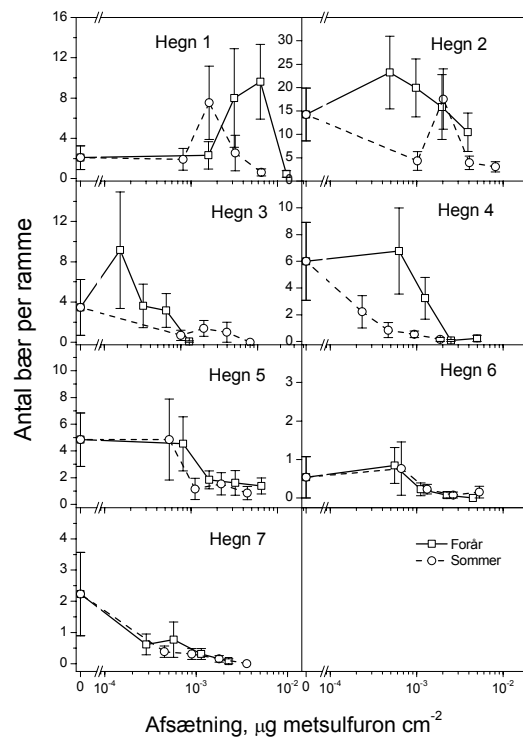 Antal bær per ramme
Hegn 1
16
12
8
4
0
Hegn 2
30
25
20
15
10
5
0
Hegn 3
12
8
4
0
Hegn 4
8
6
4
2
0
Hegn 5
8
6
4
2
0
Hegn 6
3
2
1
0
Hegn 7
4
3
2
1
0
Forår
Sommer
0 10⁻⁴ 10⁻³ 10⁻² 0 10⁻⁴ 10⁻³ 10⁻² 10⁻¹
Afsætning, µg metsulfuron cm⁻²